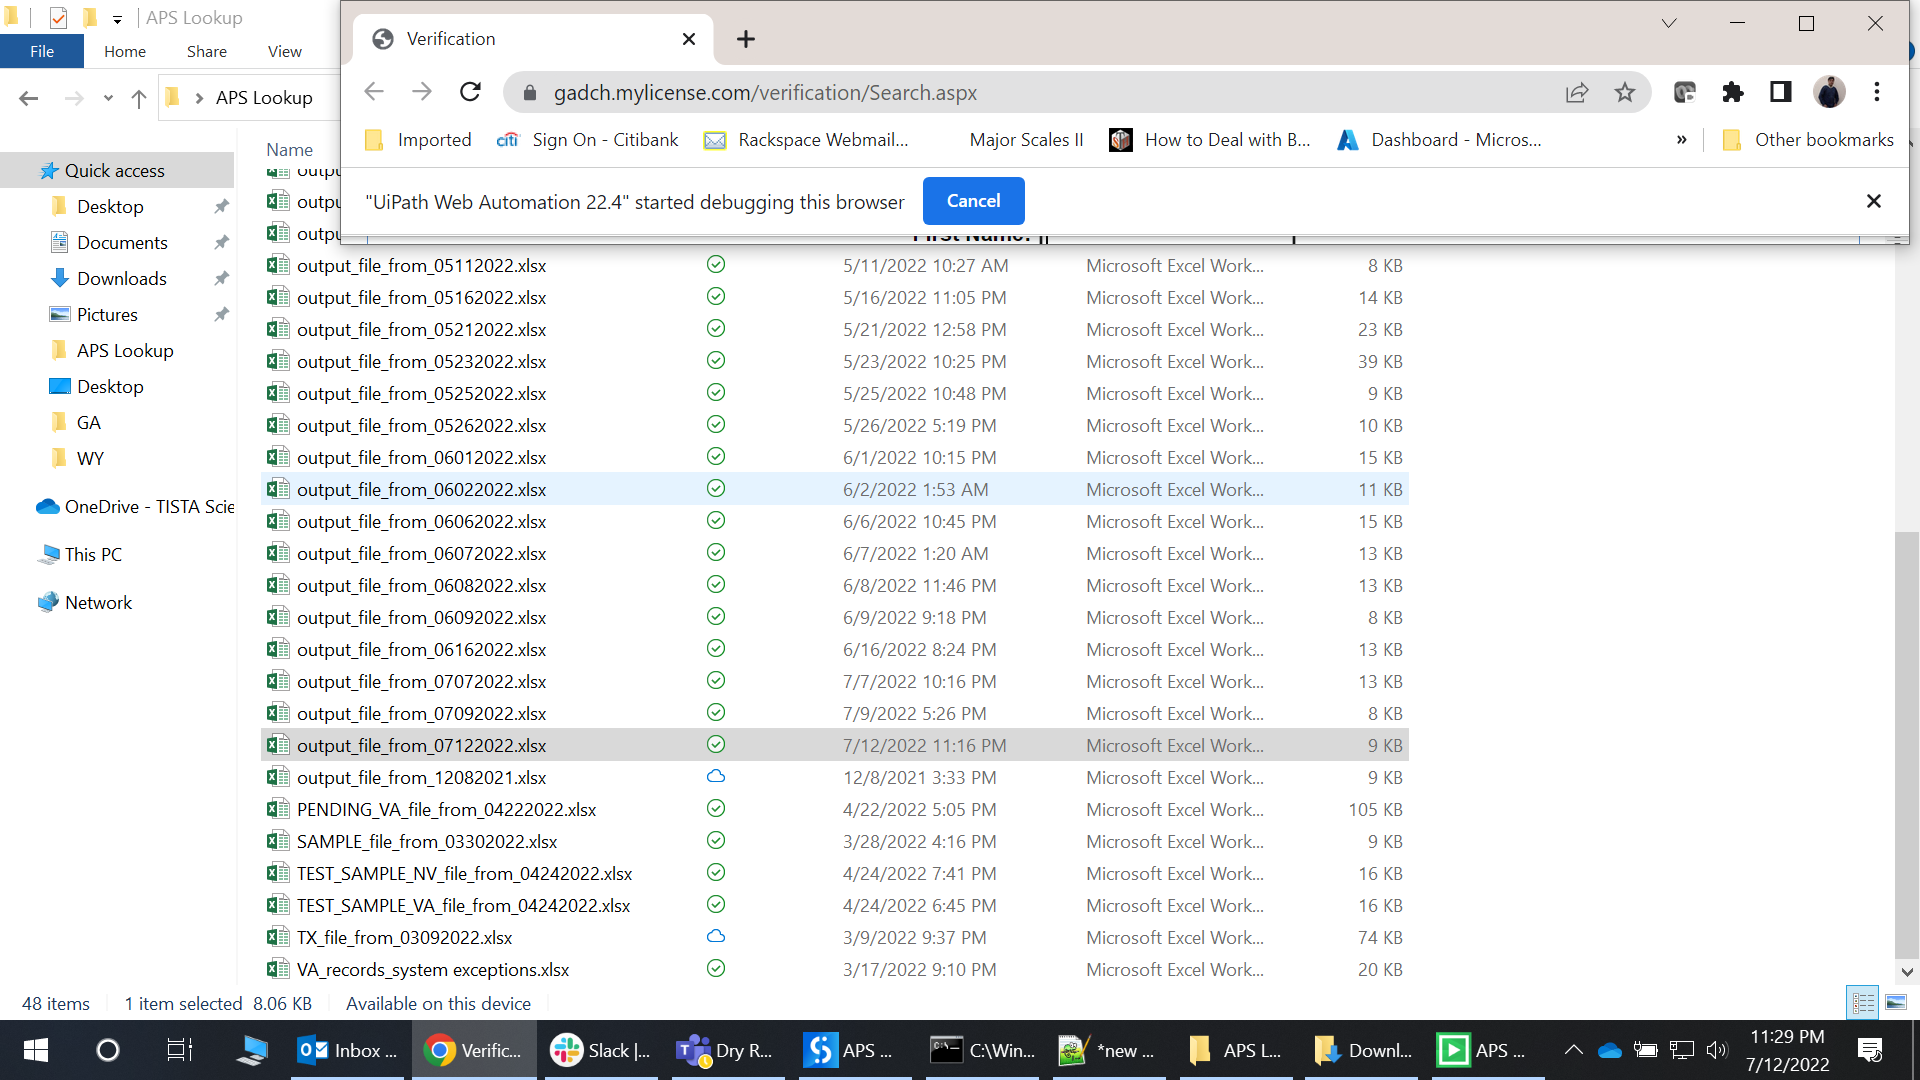 APS Lookup
File
Home
Share
View
APS Lookup
Verification
gadch.mylicense.com/verification/Search.aspx
Imported
citi
Sign On - Citibank
Rackspace Webmail...
Major Scales II
How to Deal with B...
Dashboard - Micros...
»
Other bookmarks
"UiPath Web Automation 22.4" started debugging this browser
Cancel
First Name:
Quick access
Desktop
Documents
Downloads
Pictures
APS Lookup
Desktop
GA
WY
OneDrive - TISTA Scie
This PC
Network
Name
outpu
outpu
outpu
output_file_from_05112022.xlsx 5/11/2022 10:27 AM Microsoft Excel Work... 8 KB
output_file_from_05162022.xlsx 5/16/2022 11:05 PM Microsoft Excel Work... 14 KB
output_file_from_05212022.xlsx 5/21/2022 12:58 PM Microsoft Excel Work... 23 KB
output_file_from_05232022.xlsx 5/23/2022 10:25 PM Microsoft Excel Work... 39 KB
output_file_from_05252022.xlsx 5/25/2022 10:48 PM Microsoft Excel Work... 9 KB
output_file_from_05262022.xlsx 5/26/2022 5:19 PM Microsoft Excel Work... 10 KB
output_file_from_06012022.xlsx 6/1/2022 10:15 PM Microsoft Excel Work... 15 KB
output_file_from_06022022.xlsx 6/2/2022 1:53 AM Microsoft Excel Work... 11 KB
output_file_from_06062022.xlsx 6/6/2022 10:45 PM Microsoft Excel Work... 15 KB
output_file_from_06072022.xlsx 6/7/2022 1:20 AM Microsoft Excel Work... 13 KB
output_file_from_06082022.xlsx 6/8/2022 11:46 PM Microsoft Excel Work... 13 KB
output_file_from_06092022.xlsx 6/9/2022 9:18 PM Microsoft Excel Work... 8 KB
output_file_from_06162022.xlsx 6/16/2022 8:24 PM Microsoft Excel Work... 13 KB
output_file_from_07072022.xlsx 7/7/2022 10:16 PM Microsoft Excel Work... 13 KB
output_file_from_07092022.xlsx 7/9/2022 5:26 PM Microsoft Excel Work... 8 KB
output_file_from_07122022.xlsx 7/12/2022 11:16 PM Microsoft Excel Work... 9 KB
output_file_from_12082021.xlsx 12/8/2021 3:33 PM Microsoft Excel Work... 9 KB
PENDING_VA_file_from_04222022.xlsx 4/22/2022 5:05 PM Microsoft Excel Work... 105 KB
SAMPLE_file_from_03302022.xlsx 3/28/2022 4:16 PM Microsoft Excel Work... 9 KB
TEST_SAMPLE_NV_file_from_04242022.xlsx 4/24/2022 7:41 PM Microsoft Excel Work... 16 KB
TEST_SAMPLE_VA_file_from_04242022.xlsx 4/24/2022 6:45 PM Microsoft Excel Work... 16 KB
TX_file_from_03092022.xlsx 3/9/2022 9:37 PM Microsoft Excel Work... 74 KB
VA_records_system exceptions.xlsx 3/17/2022 9:10 PM Microsoft Excel Work... 20 KB
48 items 1 item selected 8.06 KB Available on this device
Inbox ...
Verific...
Slack |...
Dry R...
APS ...
C:\Win...
*new ...
APS L...
Downl...
APS ...
11:29 PM
7/12/2022